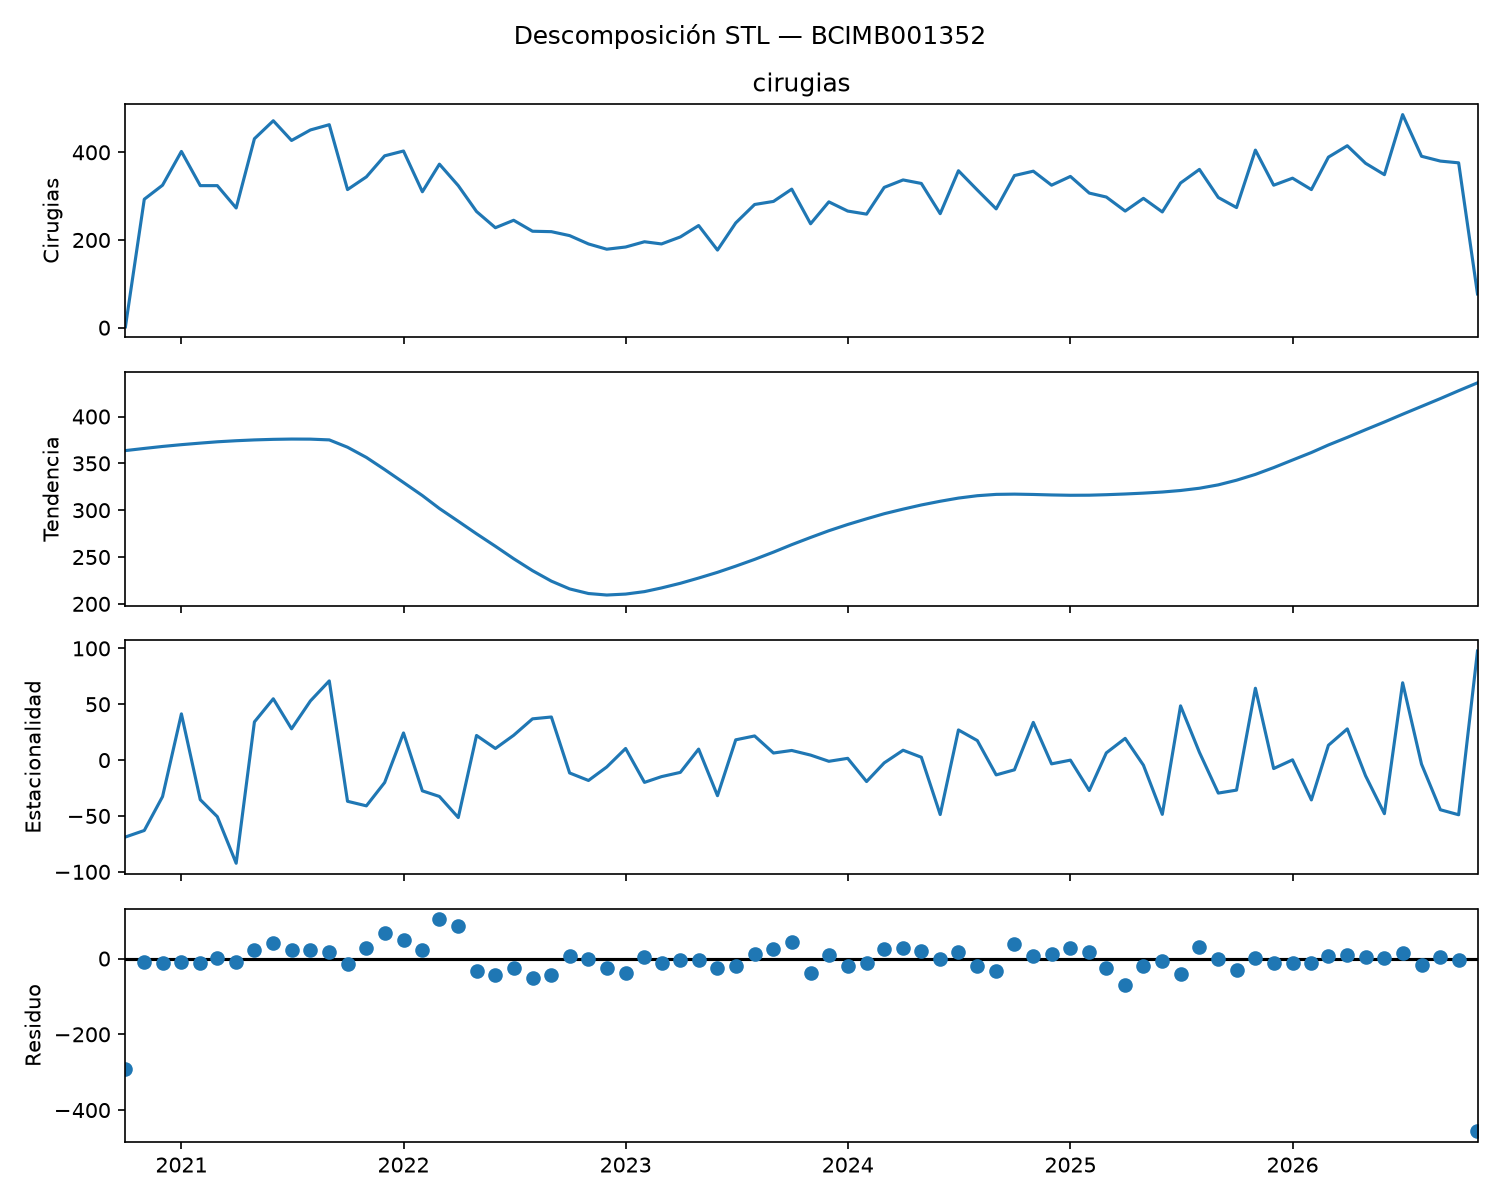 Descomposición STL — BCIMB001352
cirugias
Cirugias
400
200
0
Tendencia
400
350
300
250
200
Estacionalidad
100
50
0
−50
−100
Residuo
0
−200
−400
2021 2022 2023 2024 2025 2026